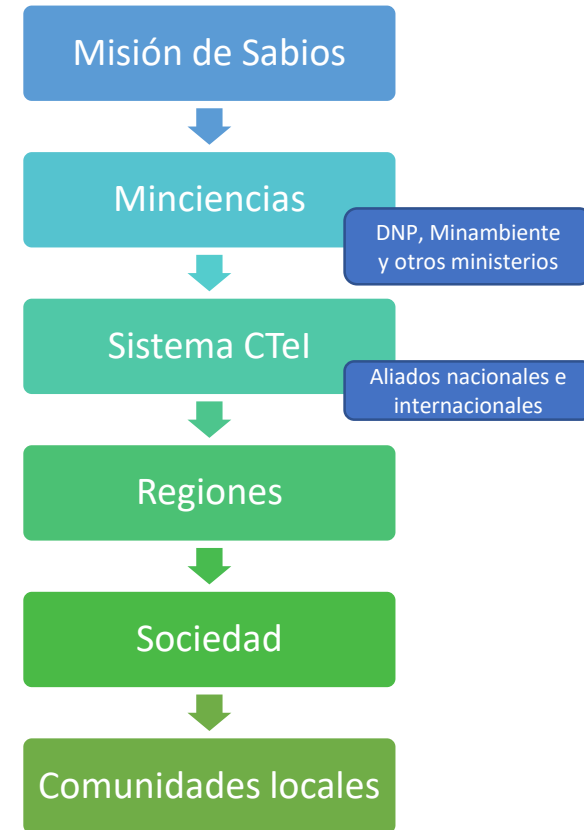 Misión de Sabios
Minciencias
DNP, Minambiente
y otros ministerios
Sistema CTeI
Aliados nacionales e
internacionales
Regiones
Sociedad
Comunidades locales